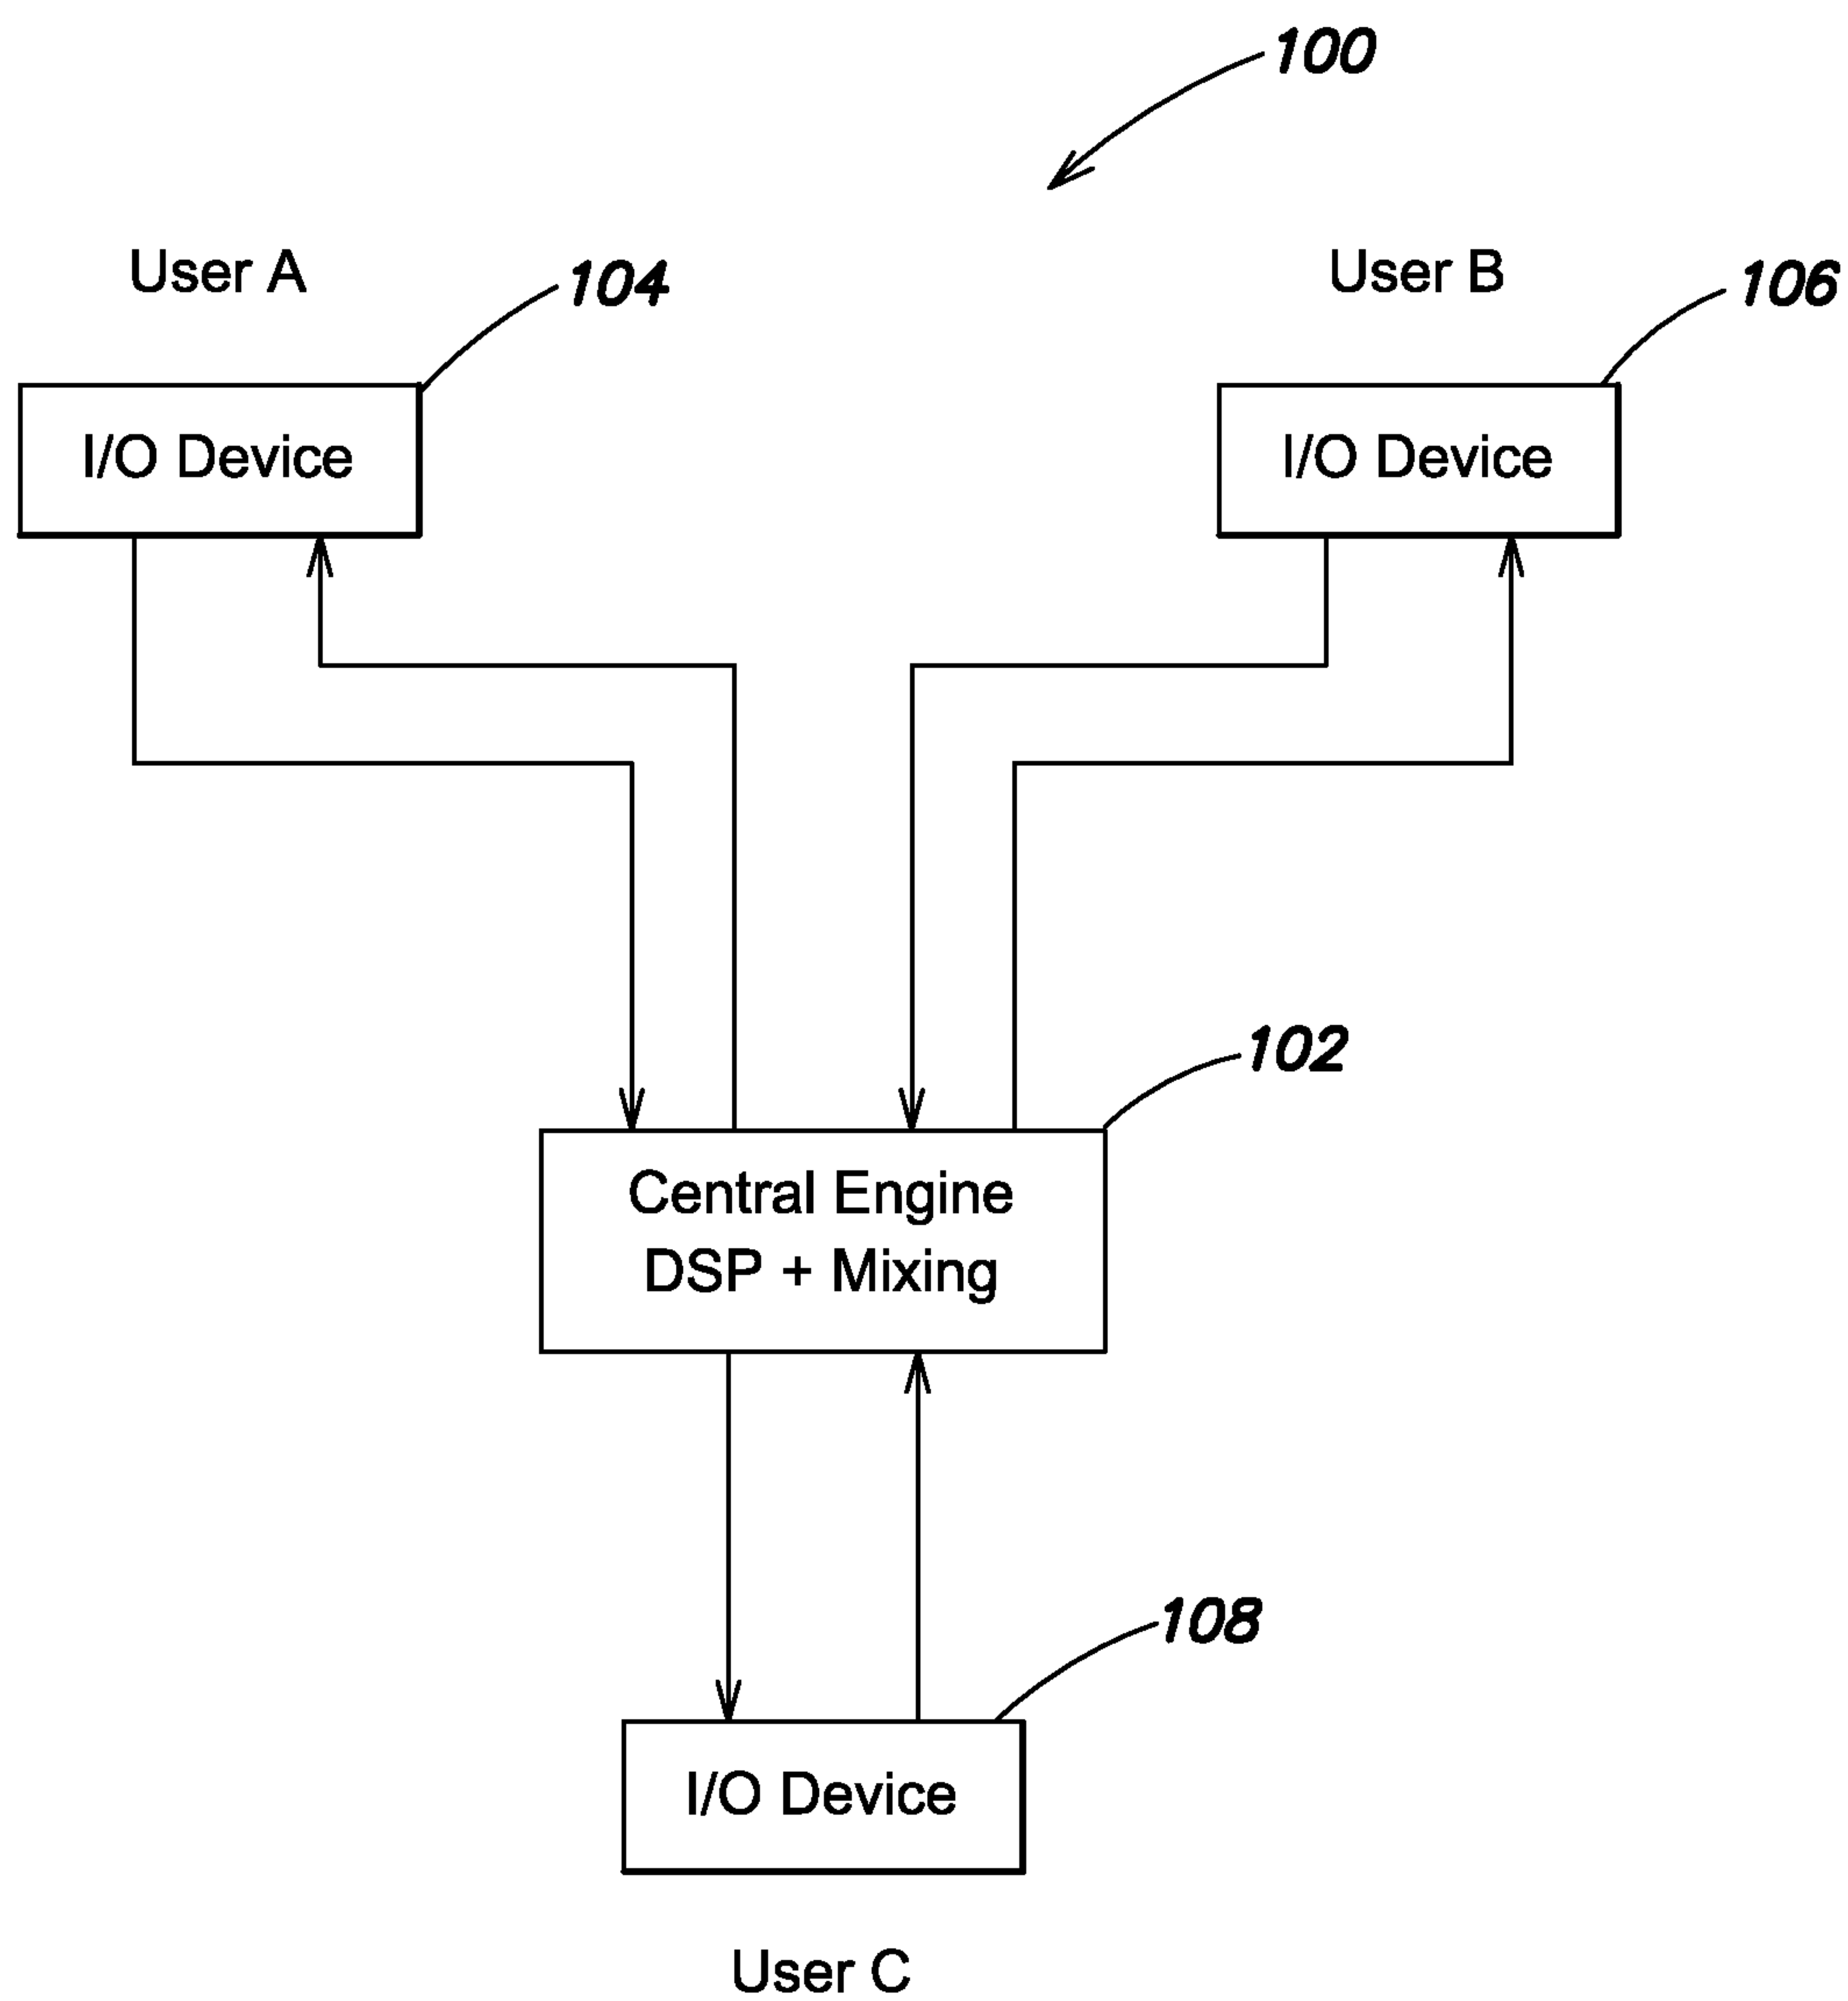 100
User A
104
User B
106
I/O Device
I/O Device
102
Central Engine
DSP + Mixing
108
I/O Device
User C